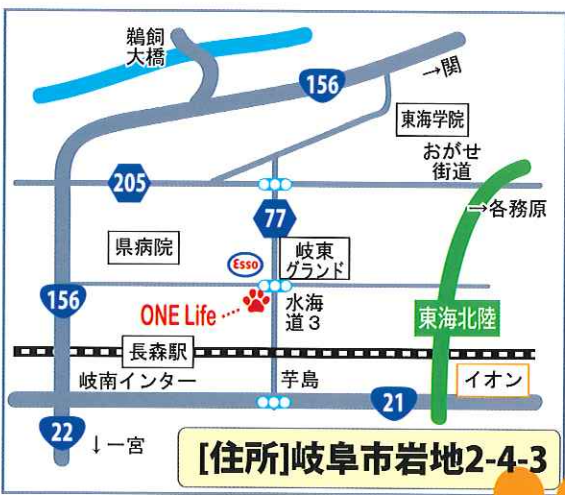 鵜飼
大橋
156
→関
東海学院
おがせ
街道
205
77
→各務原
県病院
Esso
岐東
グランド
156
ONE Life
水海
道3
東海北陸
長森駅
岐南インター
芋島
イオン
21
22
↓一宮
[住所]岐阜市岩地2-4-3